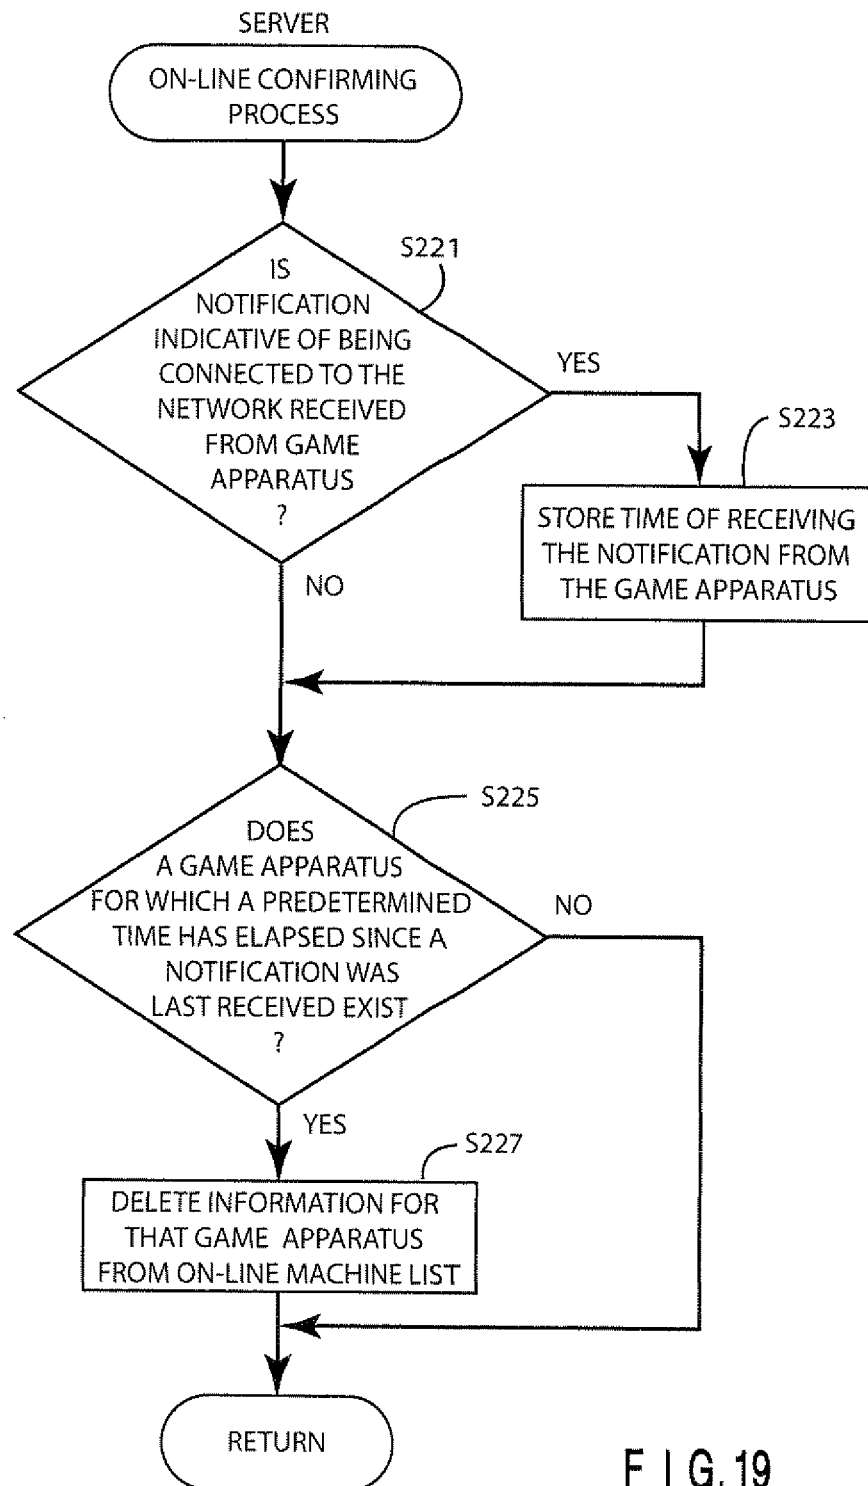 SERVER
ON-LINE CONFIRMING
PROCESS
S221
IS
NOTIFICATION
INDICATIVE OF BEING
CONNECTED TO THE
NETWORK RECEIVED
FROM GAME
APPARATUS
?
YES
S223
STORE TIME OF RECEIVING
THE NOTIFICATION FROM
THE GAME APPARATUS
NO
S225
DOES
A GAME APPARATUS
FOR WHICH A PREDETERMINED
TIME HAS ELAPSED SINCE A
NOTIFICATION WAS
LAST RECEIVED EXIST
?
NO
YES
S227
DELETE INFORMATION FOR
THAT GAME APPARATUS
FROM ON-LINE MACHINE LIST
RETURN
F I G. 19